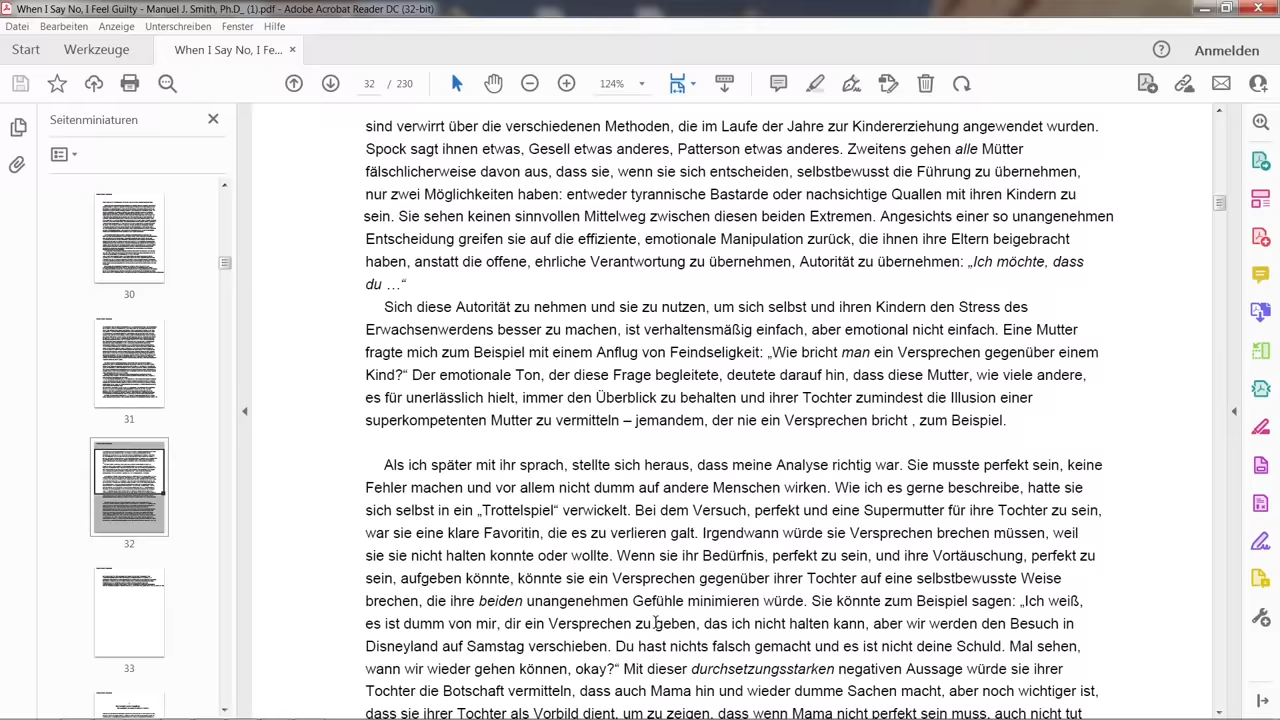 When I Say No, I Feel Guilty - Manuel J. Smith, Ph.D_ (1).pdf - Adobe Acrobat Reader DC (32-bit)
Datei Bearbeiten Anzeige Unterschreiben Fenster Hilfe
Start Werkzeuge When I Say No, I Fe... × Anmelden
32 / 230 124%
Seitenminiaturen
30
31
32
33
sind verwirrt über die verschiedenen Methoden, die im Laufe der Jahre zur Kindererziehung angewendet wurden.
Spock sagt ihnen etwas, Gesell etwas anderes, Patterson etwas anderes. Zweitens gehen alle Mütter
fälschlicherweise davon aus, dass sie, wenn sie sich entscheiden, selbstbewusst die Führung zu übernehmen,
nur zwei Möglichkeiten haben: entweder tyrannische Bastarde oder nachsichtige Quallen mit ihren Kindern zu
sein. Sie sehen keinen sinnvollen Mittelweg zwischen diesen beiden Extremen. Angesichts einer so unangenehmen
Entscheidung gehen sie auf die effiziente, emotionale Manipulation zurück, die ihnen ihre Eltern beigebracht
haben, anstatt die offene, ehrliche Verantwortung zu übernehmen, Autorität zu übernehmen: „Ich möchte, dass
du …“
Sich diese Autorität zu nehmen und sie zu nutzen, um sich selbst und ihren Kindern den Stress des
Erwachsenwerdens besser zu machen, ist verhaltensmäßig einfach, aber emotional nicht einfach. Eine Mutter
fragte mich zum Beispiel mit einem Anflug von Feindseligkeit: „Wie bricht man ein Versprechen gegenüber einem
Kind?“ Der emotionale Ton, der diese Frage begleitete, deutete darauf hin, dass diese Mutter, wie viele andere,
es für unerlässlich hielt, immer den Überblick zu behalten und ihrer Tochter zumindest die Illusion einer
superkompetenten Mutter zu vermitteln – jemandem, der nie ein Versprechen bricht , zum Beispiel.
Als ich später mit ihr sprach, stellte sich heraus, dass meine Ahnung richtig war. Sie musste perfekt sein, keine
Fehler machen und vor allem nicht dumm auf andere Menschen wirken. Wie ich es gerne beschreibe, hatte sie
sich selbst in ein „Trottelspiel“ verwickelt. Bei dem Versuch, perfekt und eine Supermutter für ihre Tochter zu sein,
war sie eine klare Favoritin, die es zu verlieren galt. Irgendwann würde sie Versprechen brechen müssen, weil
sie sie nicht halten konnte oder wollte. Wenn sie ihr Bedürfnis, perfekt zu sein, und ihre Vortäuschung, perfekt zu
sein, aufgeben könnte, könnte sie ein Versprechen gegenüber ihrer Tochter auf eine selbstbewusste Weise
brechen, die ihre beiden unangenehmen Gefühle minimieren würde. Sie könnte zum Beispiel sagen: „Ich weiß,
es ist dumm von mir, dir ein Versprechen zu geben, das ich nicht halten kann, aber wir werden den Besuch in
Disneyland auf Samstag verschieben. Du hast nichts falsch gemacht und es ist nicht deine Schuld. Mal sehen,
wann wir wieder gehen können, okay?“ Mit dieser durchsetzungsstarken negativen Aussage würde sie ihrer
Tochter die Botschaft vermitteln, dass auch Mama hin und wieder dumme Sachen macht, aber noch wichtiger ist,
dass sie ihrer Tochter als Vorbild dient, um zu zeigen, dass wenn Mama nicht perfekt sein muss, auch nicht tut